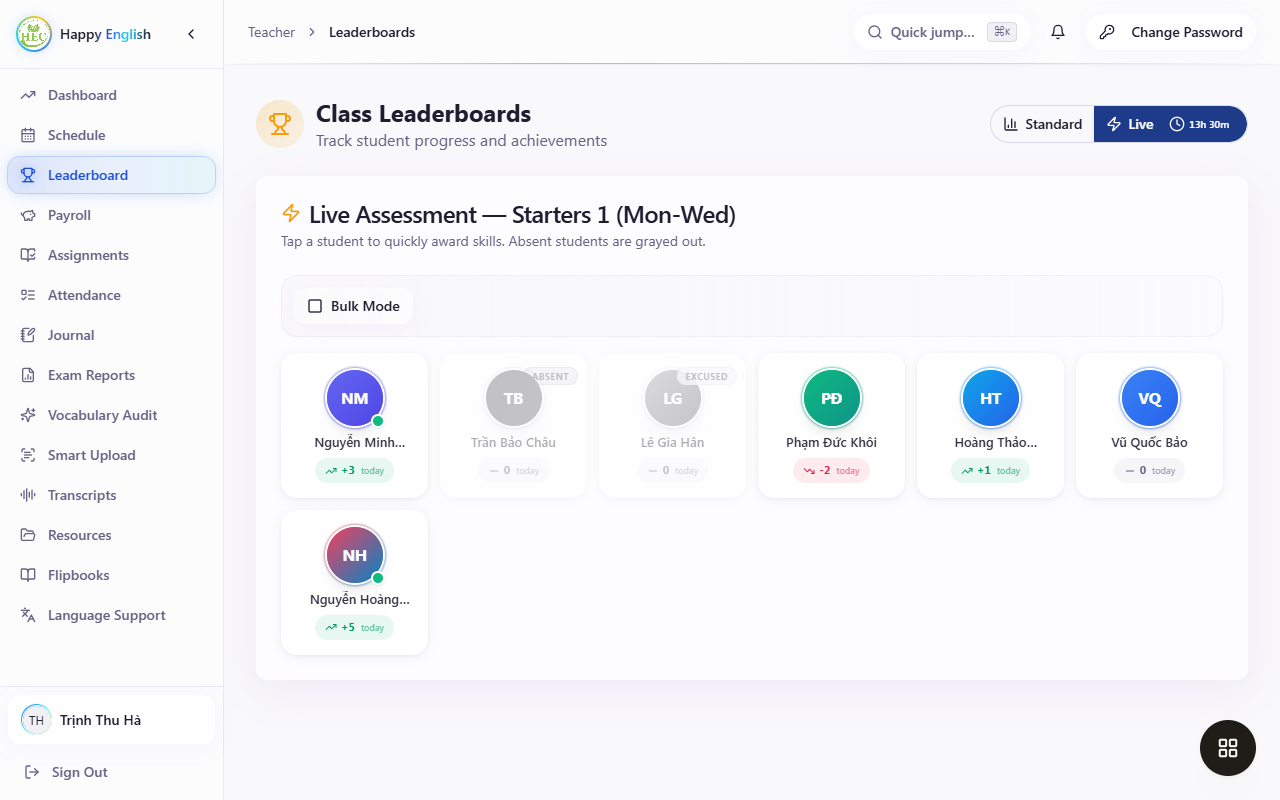 HEC
Happy English
Teacher
Leaderboards
Quick jump...
⌘K
Change Password
Dashboard
Schedule
Leaderboard
Payroll
Assignments
Attendance
Journal
Exam Reports
Vocabulary Audit
Smart Upload
Transcripts
Resources
Flipbooks
Language Support
TH
Trịnh Thu Hà
Sign Out
Class Leaderboards
Track student progress and achievements
Standard
Live
13h 30m
Live Assessment — Starters 1 (Mon-Wed)
Tap a student to quickly award skills. Absent students are grayed out.
Bulk Mode
NM
Nguyễn Minh...
+3 today
TB
ABSENT
Trần Bảo Châu
0 today
LG
EXCUSED
Lê Gia Hân
0 today
PĐ
Phạm Đức Khôi
-2 today
HT
Hoàng Thảo...
+1 today
VQ
Vũ Quốc Bảo
0 today
NH
Nguyễn Hoàng...
+5 today